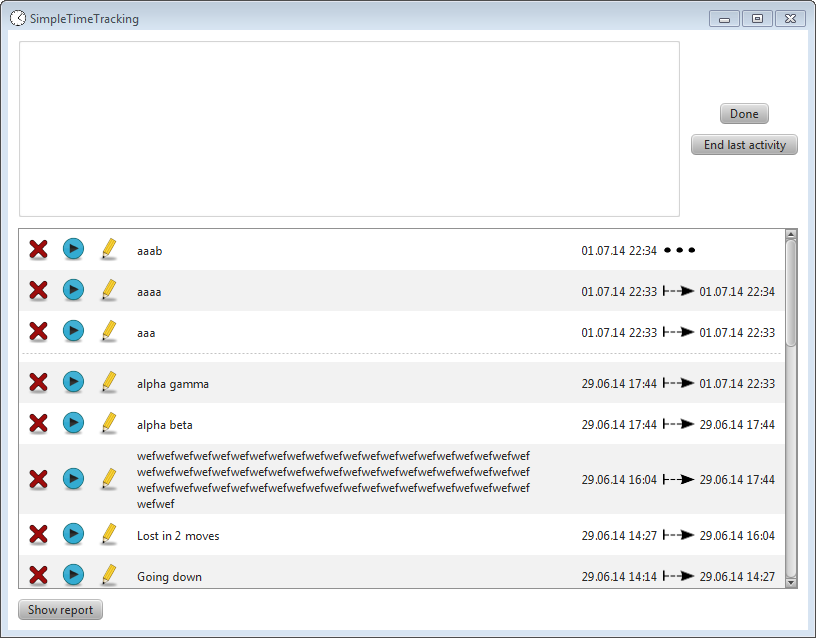 SimpleTimeTracking
Done
End last activity
aaab 01.07.14 22:34
aaaa 01.07.14 22:33 01.07.14 22:34
aaa 01.07.14 22:33 01.07.14 22:33
alpha gamma 29.06.14 17:44 01.07.14 22:33
alpha beta 29.06.14 17:44 29.06.14 17:44
wefwefwefwefwefwefwefwefwefwefwefwefwefwefwefwefwefwefwefwefwef
wefwefwefwefwefwefwefwefwefwefwefwefwefwefwefwefwefwefwefwefwef
wefwefwefwefwefwefwefwefwefwefwefwefwefwefwefwefwefwefwefwefwef
wefwef
29.06.14 16:04 29.06.14 17:44
Lost in 2 moves 29.06.14 14:27 29.06.14 16:04
Going down 29.06.14 14:14 29.06.14 14:27
Show report